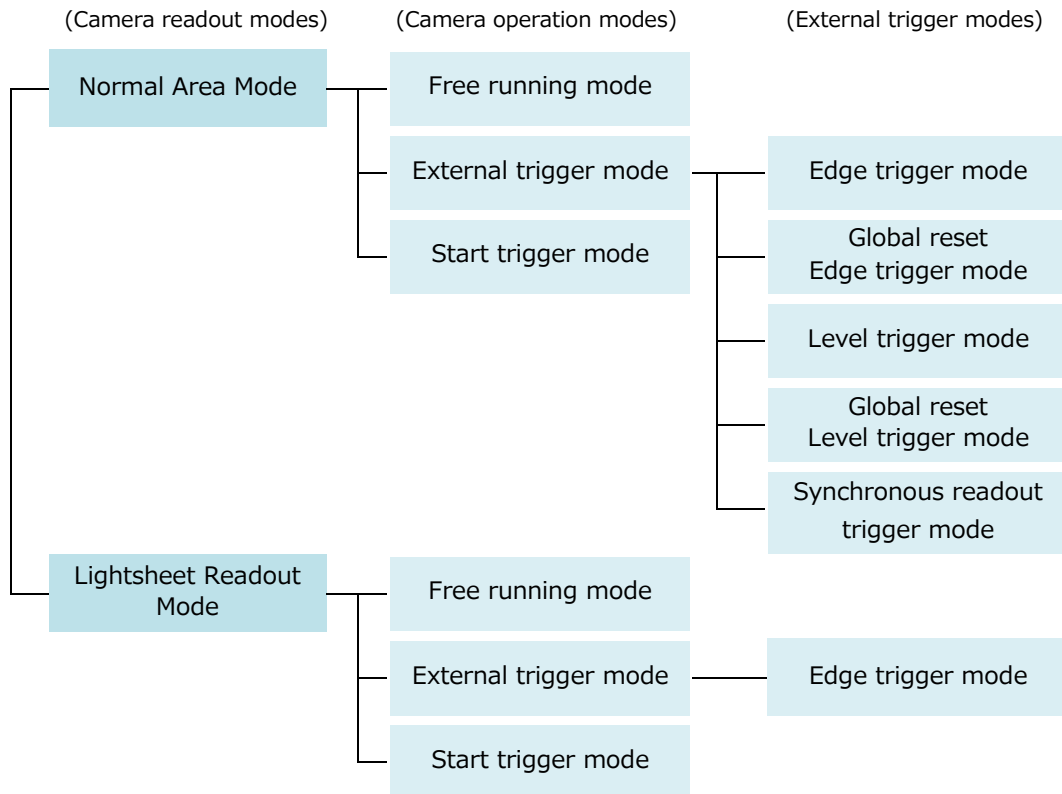 (Camera readout modes)
(Camera operation modes)
(External trigger modes)
Normal Area Mode
Free running mode
External trigger mode
Edge trigger mode
Start trigger mode
Global reset
Edge trigger mode
Level trigger mode
Global reset
Level trigger mode
Synchronous readout
trigger mode
Lightsheet Readout
Mode
Free running mode
External trigger mode
Edge trigger mode
Start trigger mode